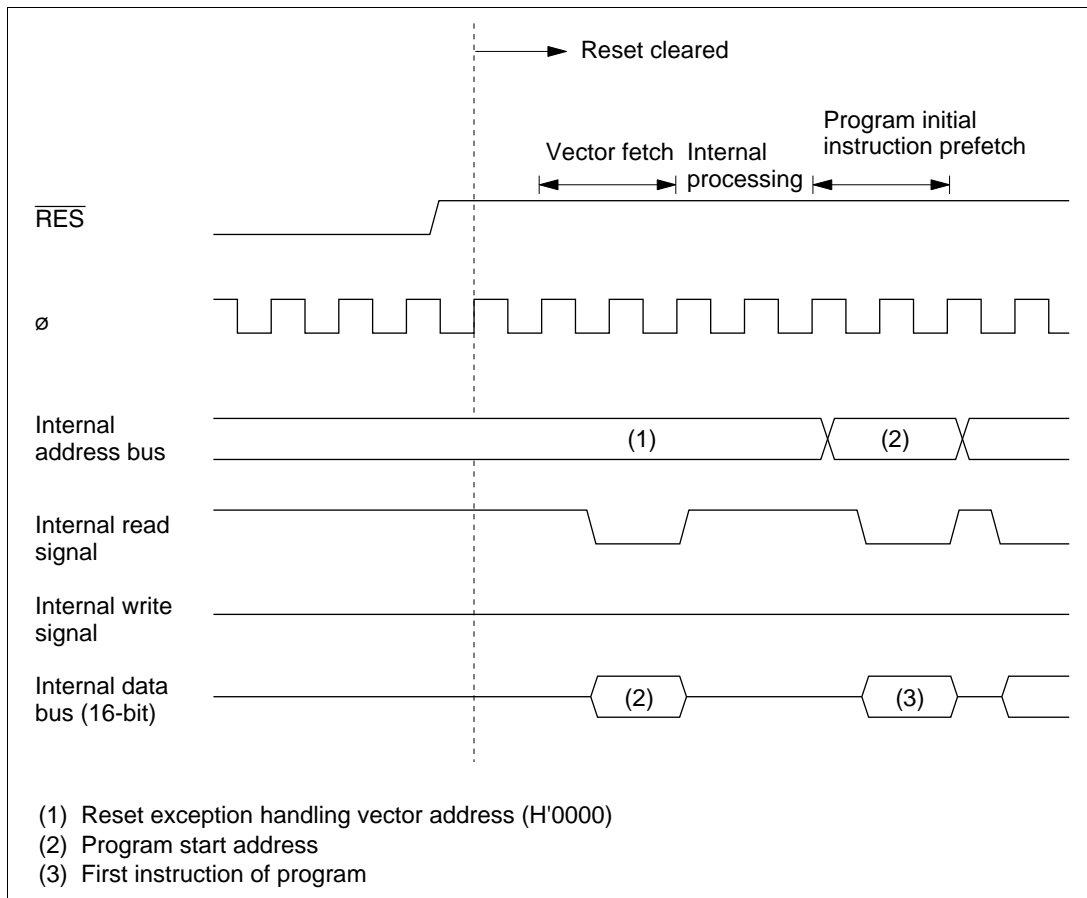 Reset cleared
Program initial
Vector fetch Internal instruction prefetch
processing
RES
ø
Internal
address bus
(1)
(2)
Internal read
signal
Internal write
signal
Internal data
bus (16-bit)
(2)
(3)
(1) Reset exception handling vector address (H'0000)
(2) Program start address
(3) First instruction of program